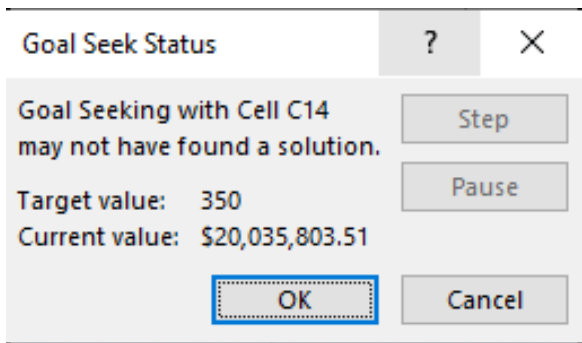 Goal Seek Status ? ×
Goal Seeking with Cell C14
may not have found a solution.
Step
Pause
Target value: 350
Current value: $20,035,803.51
OK
Cancel